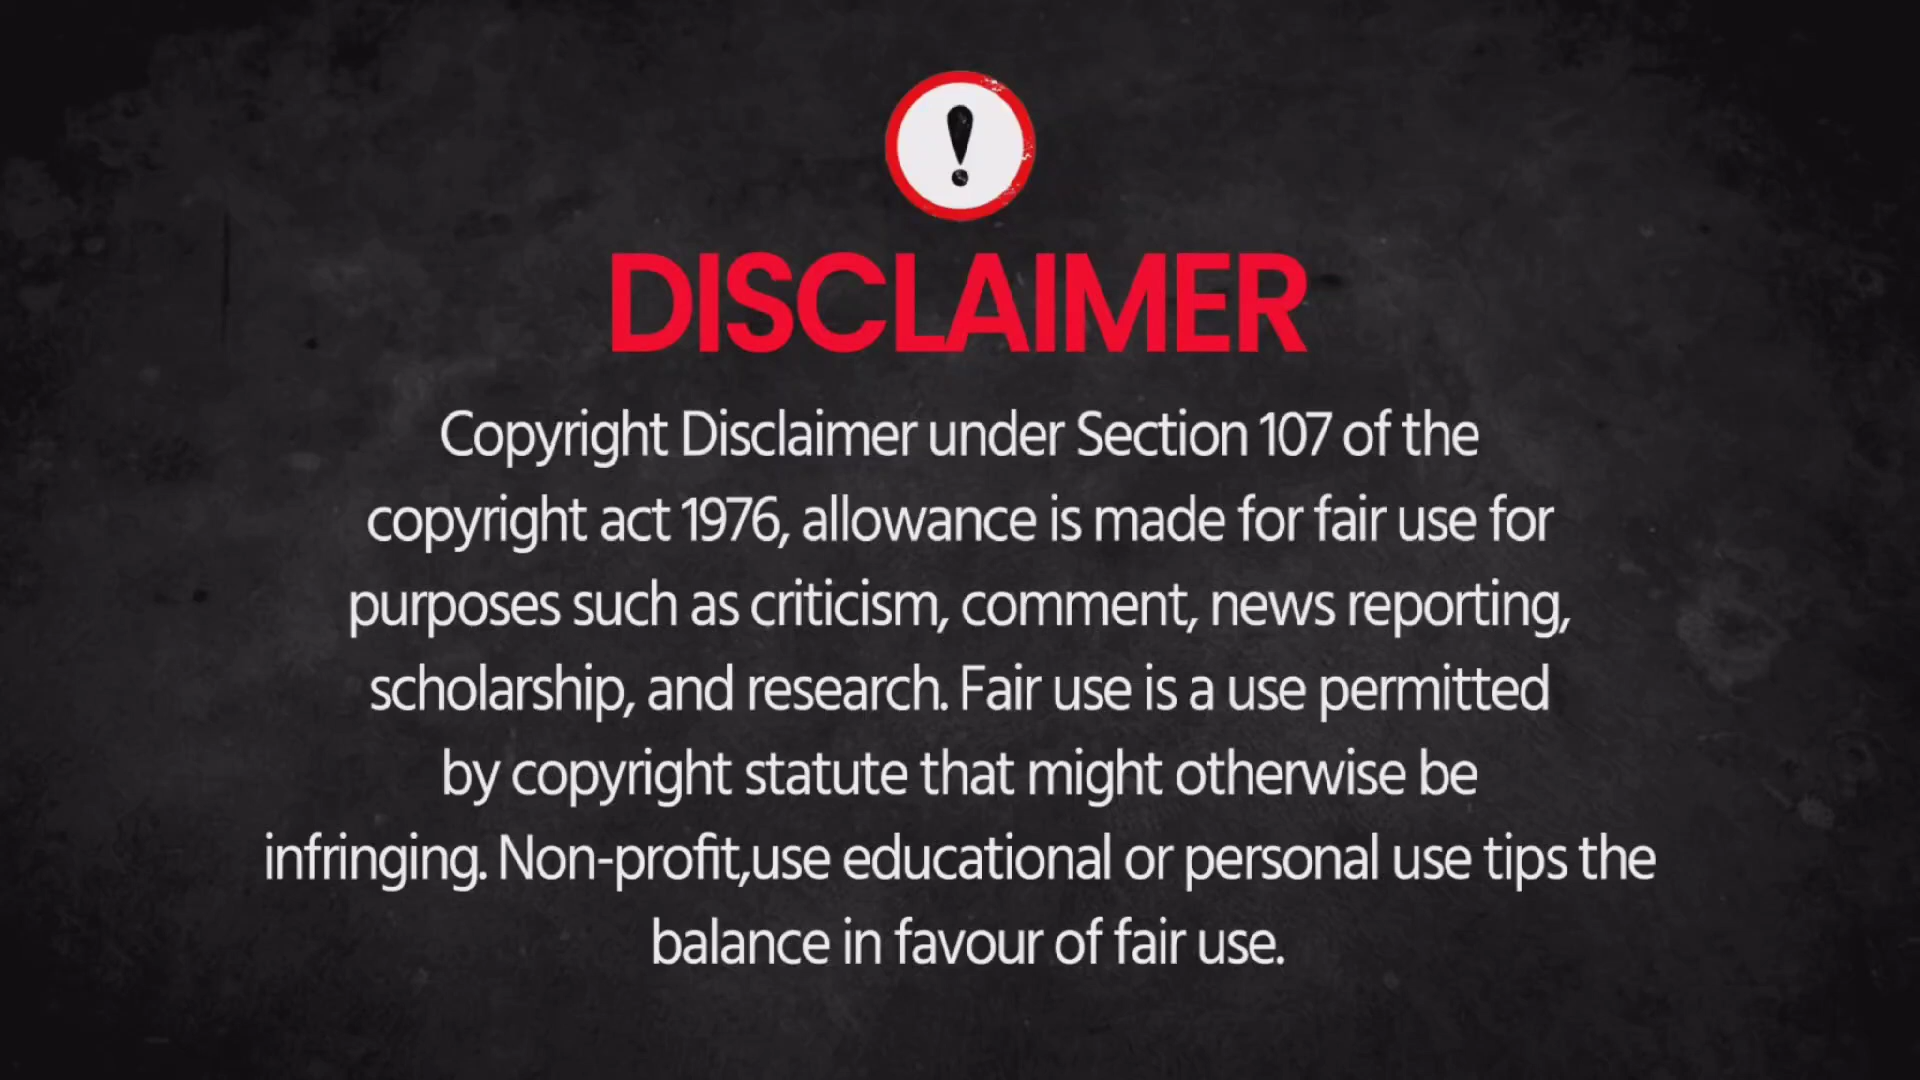 DISCLAIMER
Copyright Disclaimer under Section 107 of the
copyright act 1976, allowance is made for fair use for
purposes such as criticism, comment, news reporting,
scholarship, and research. Fair use is a use permitted
by copyright statute that might otherwise be
infringing. Non-profit,use educational or personal use tips the
balance in favour of fair use.